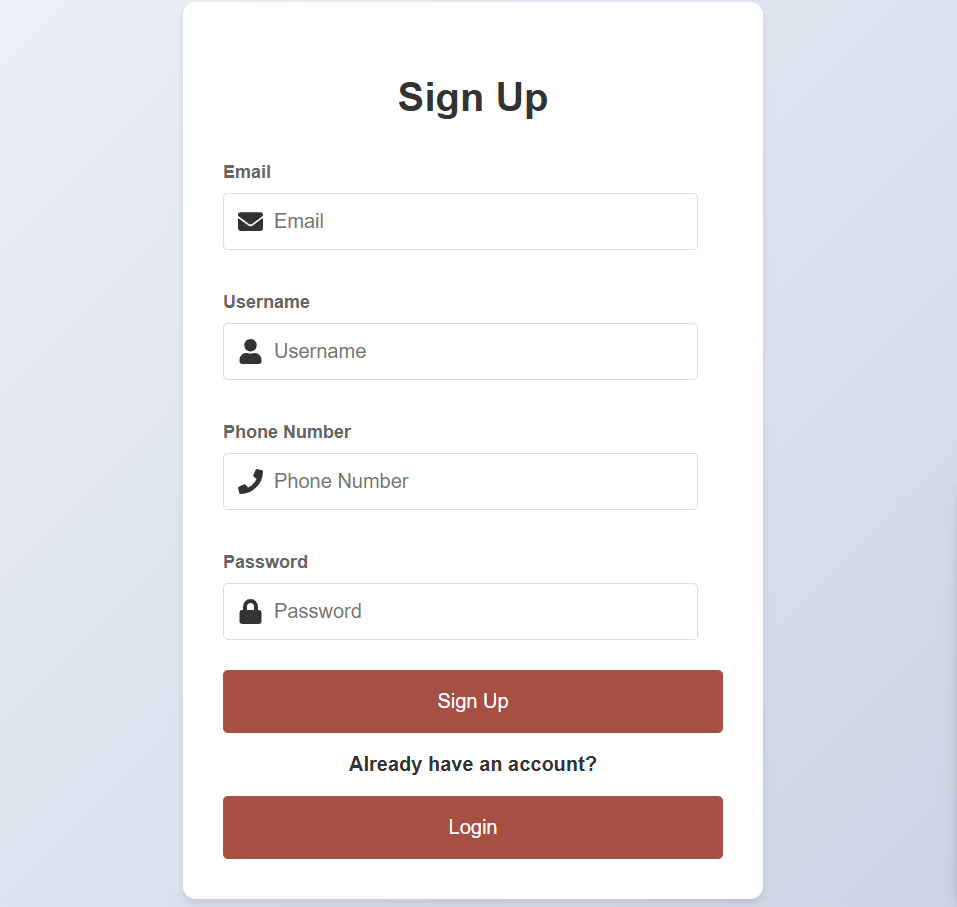 Sign Up
Email
Email
Username
Username
Phone Number
Phone Number
Password
Password
Sign Up
Already have an account?
Login